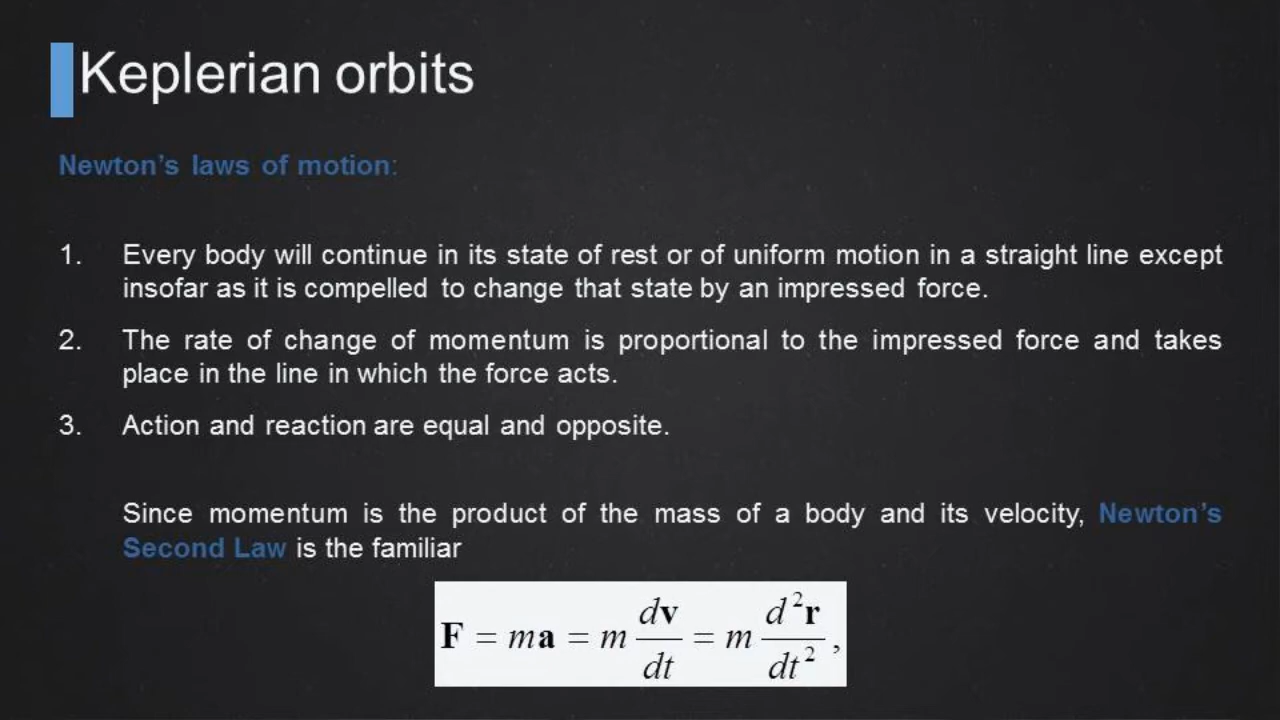 Keplerian orbits
Newton’s laws of motion:
1. Every body will continue in its state of rest or of uniform motion in a straight line except
insofar as it is compelled to change that state by an impressed force.
2. The rate of change of momentum is proportional to the impressed force and takes
place in the line in which the force acts.
3. Action and reaction are equal and opposite.
Since momentum is the product of the mass of a body and its velocity, Newton’s
Second Law is the familiar
F = ma = m dv/dt = m d²r/dt²,